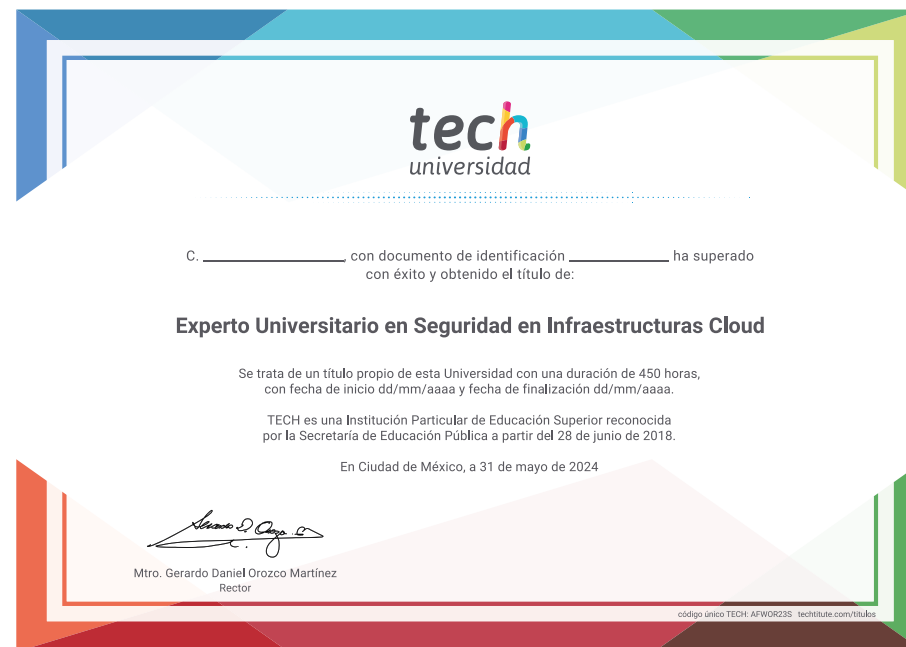 tech
universidad
C. ____________, con documento de identificación ____________ ha superado
con éxito y obtenido el título de:
Experto Universitario en Seguridad en Infraestructuras Cloud
Se trata de un título propio de esta Universidad con una duración de 450 horas,
con fecha de inicio dd/mm/aaaa y fecha de finalización dd/mm/aaaa.
TECH es una Institución Particular de Educación Superior reconocida
por la Secretaría de Educación Pública a partir del 28 de junio de 2018.
En Ciudad de México, a 31 de mayo de 2024
Mtro. Gerardo Daniel Orozco Martínez
Rector
código único TECH: AFWOR23S techtitute.com/titulos